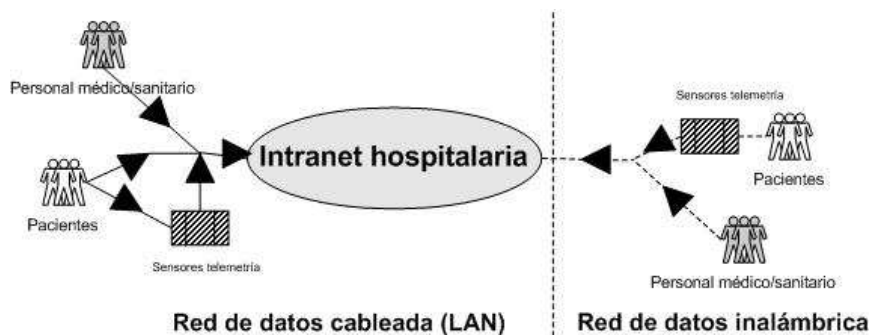 Personal médico/sanitario
Sensores telemetría
Intranet hospitalaria
Pacientes
Pacientes
Sensores telemetría
Personal médico/sanitario
Red de datos cableada (LAN)
Red de datos inalámbrica